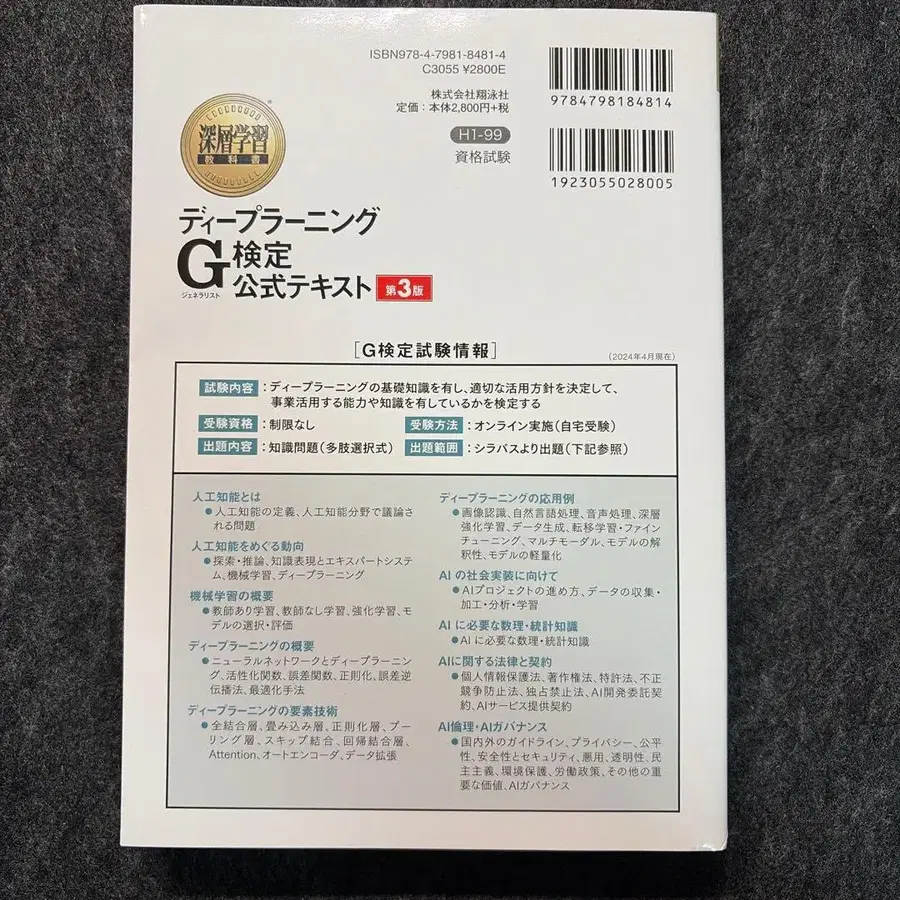 ISBN978-4-7981-8481-4
C3055 ¥2800E
株式会社翔泳社
定価：本体2,800円+税
H1-99
資格試験
9784798184814
1923055028005
深層学習
教科書
ディープラーニング
G検定
ジェネラリスト
公式テキスト 第3版
［G検定試験情報］
（2024年4月現在）
試験内容：ディープラーニングの基礎知識を有し、適切な活用方針を決定して、
事業活用する能力や知識を有しているかを検定する
受験資格：制限なし
受験方法：オンライン実施（自宅受験）
出題内容：知識問題（多肢選択式）
出題範囲：シラバスより出題（下記参照）
人工知能とは
●人工知能の定義、人工知能分野で議論さ
れる問題
人工知能をめぐる動向
●探索・推論、知識表現とエキスパートシステ
ム、機械学習、ディープラーニング
機械学習の概要
●教師あり学習、教師なし学習、強化学習、モ
デルの選択・評価
ディープラーニングの概要
●ニューラルネットワークとディープラーニン
グ、活性化関数、誤差関数、正則化、誤差逆
伝播法、最適化手法
ディープラーニングの要素技術
●全結合層、畳み込み層、正則化層、プー
リング層、スキップ結合、回帰結合層、
Attention、オートエンコーダ、データ拡張
ディープラーニングの応用例
●画像認識、自然言語処理、音声処理、深層
強化学習、データ生成、転移学習・ファイン
チューニング、マルチモーダル、モデルの解
釈性、モデルの軽量化
AI の社会実装に向けて
●AIプロジェクトの進め方、データの収集・
加工・分析・学習
AI に必要な数理・統計知識
●AI に必要な数理・統計知識
AIに関する法律と契約
●個人情報保護法、著作権法、特許法、不正
競争防止法、独占禁止法、AI開発委託契
約、AIサービス提供契約
AI倫理・AIガバナンス
●国内外のガイドライン、プライバシー、公平
性、安全性とセキュリティ、悪用、透明性、民
主主義、環境保護、労働政策、その他の重
要な価値、AIガバナンス